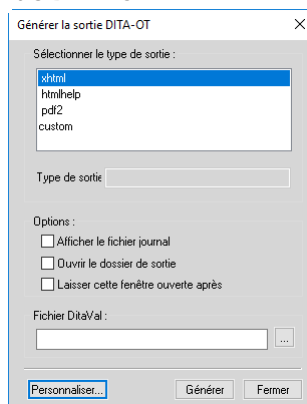 Générer la sortie DITA-OT
Sélectionner le type de sortie :
xhtml
htmlhelp
pdf2
custom
Type de sortie
Options :
Afficher le fichier journal
Ouvrir le dossier de sortie
Laisser cette fenêtre ouverte après
Fichier DitaVal :
...
Personnaliser... Générer Fermer